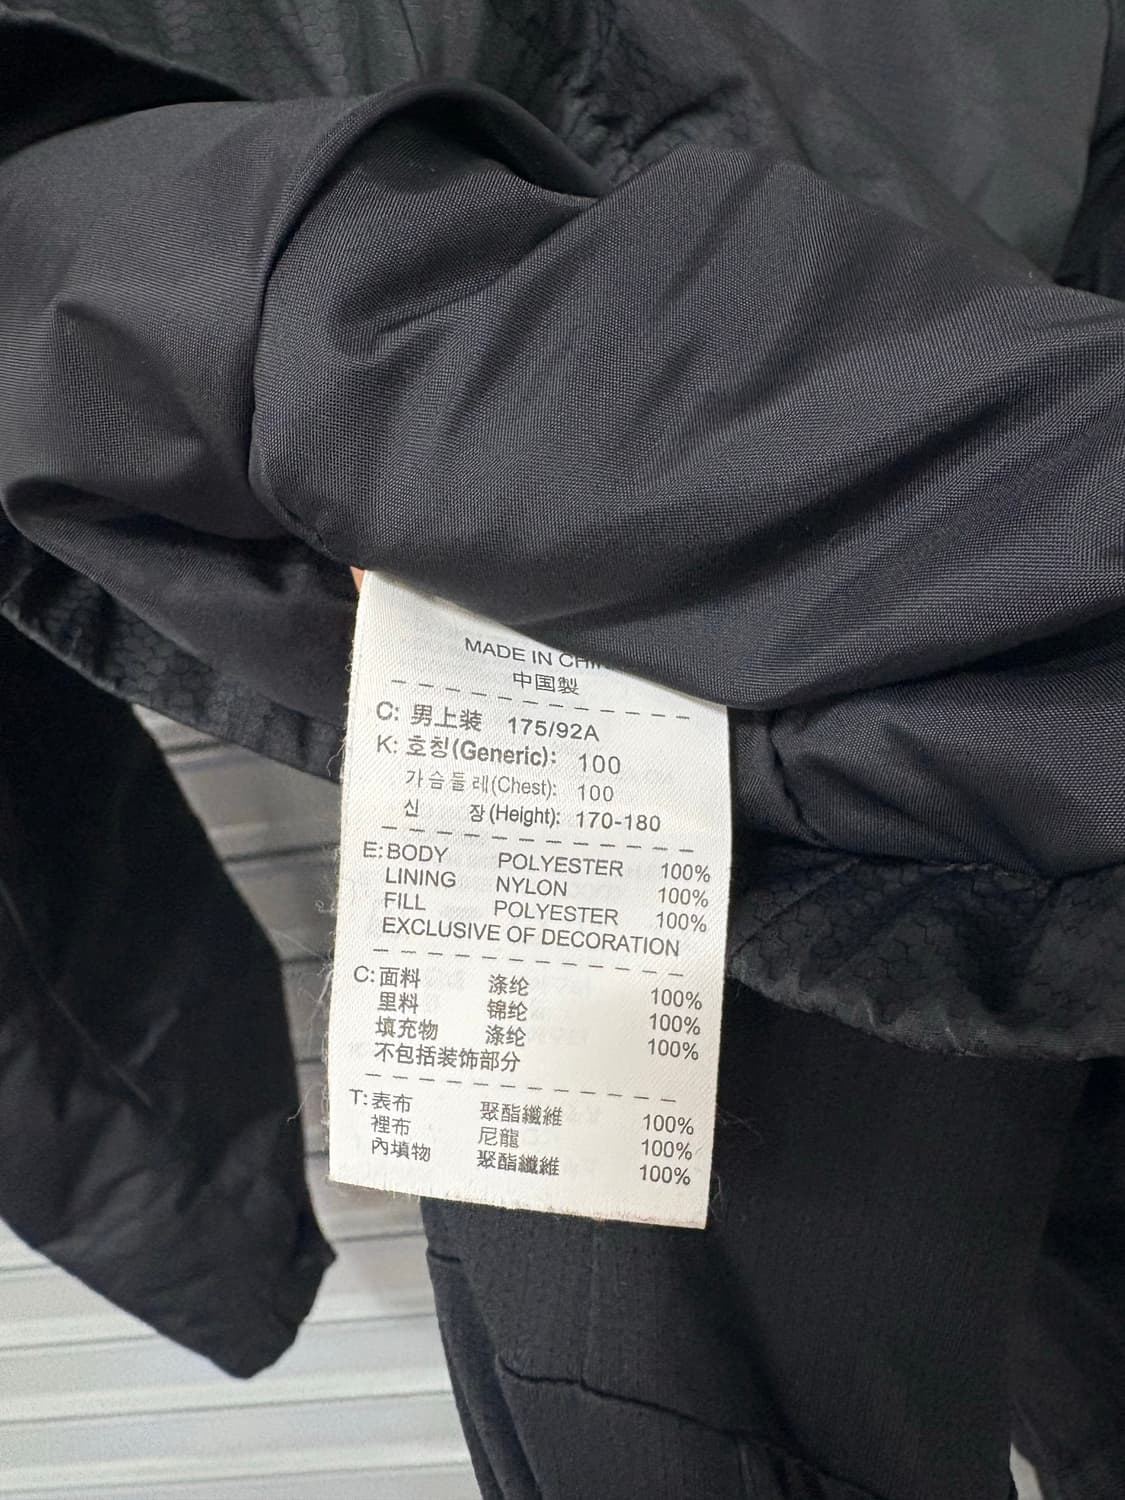 MADE IN CHIN
中国製
C: 男上装 175/92A
K: 호칭(Generic): 100
가슴둘레(Chest): 100
신 장(Height): 170-180
E: BODY POLYESTER 100%
LINING NYLON 100%
FILL POLYESTER 100%
EXCLUSIVE OF DECORATION
C: 面料 涤纶 100%
里料 锦纶 100%
填充物 涤纶 100%
不包括装饰部分
T: 表布 聚酯纖維 100%
裡布 尼龍 100%
內填物 聚酯纖維 100%